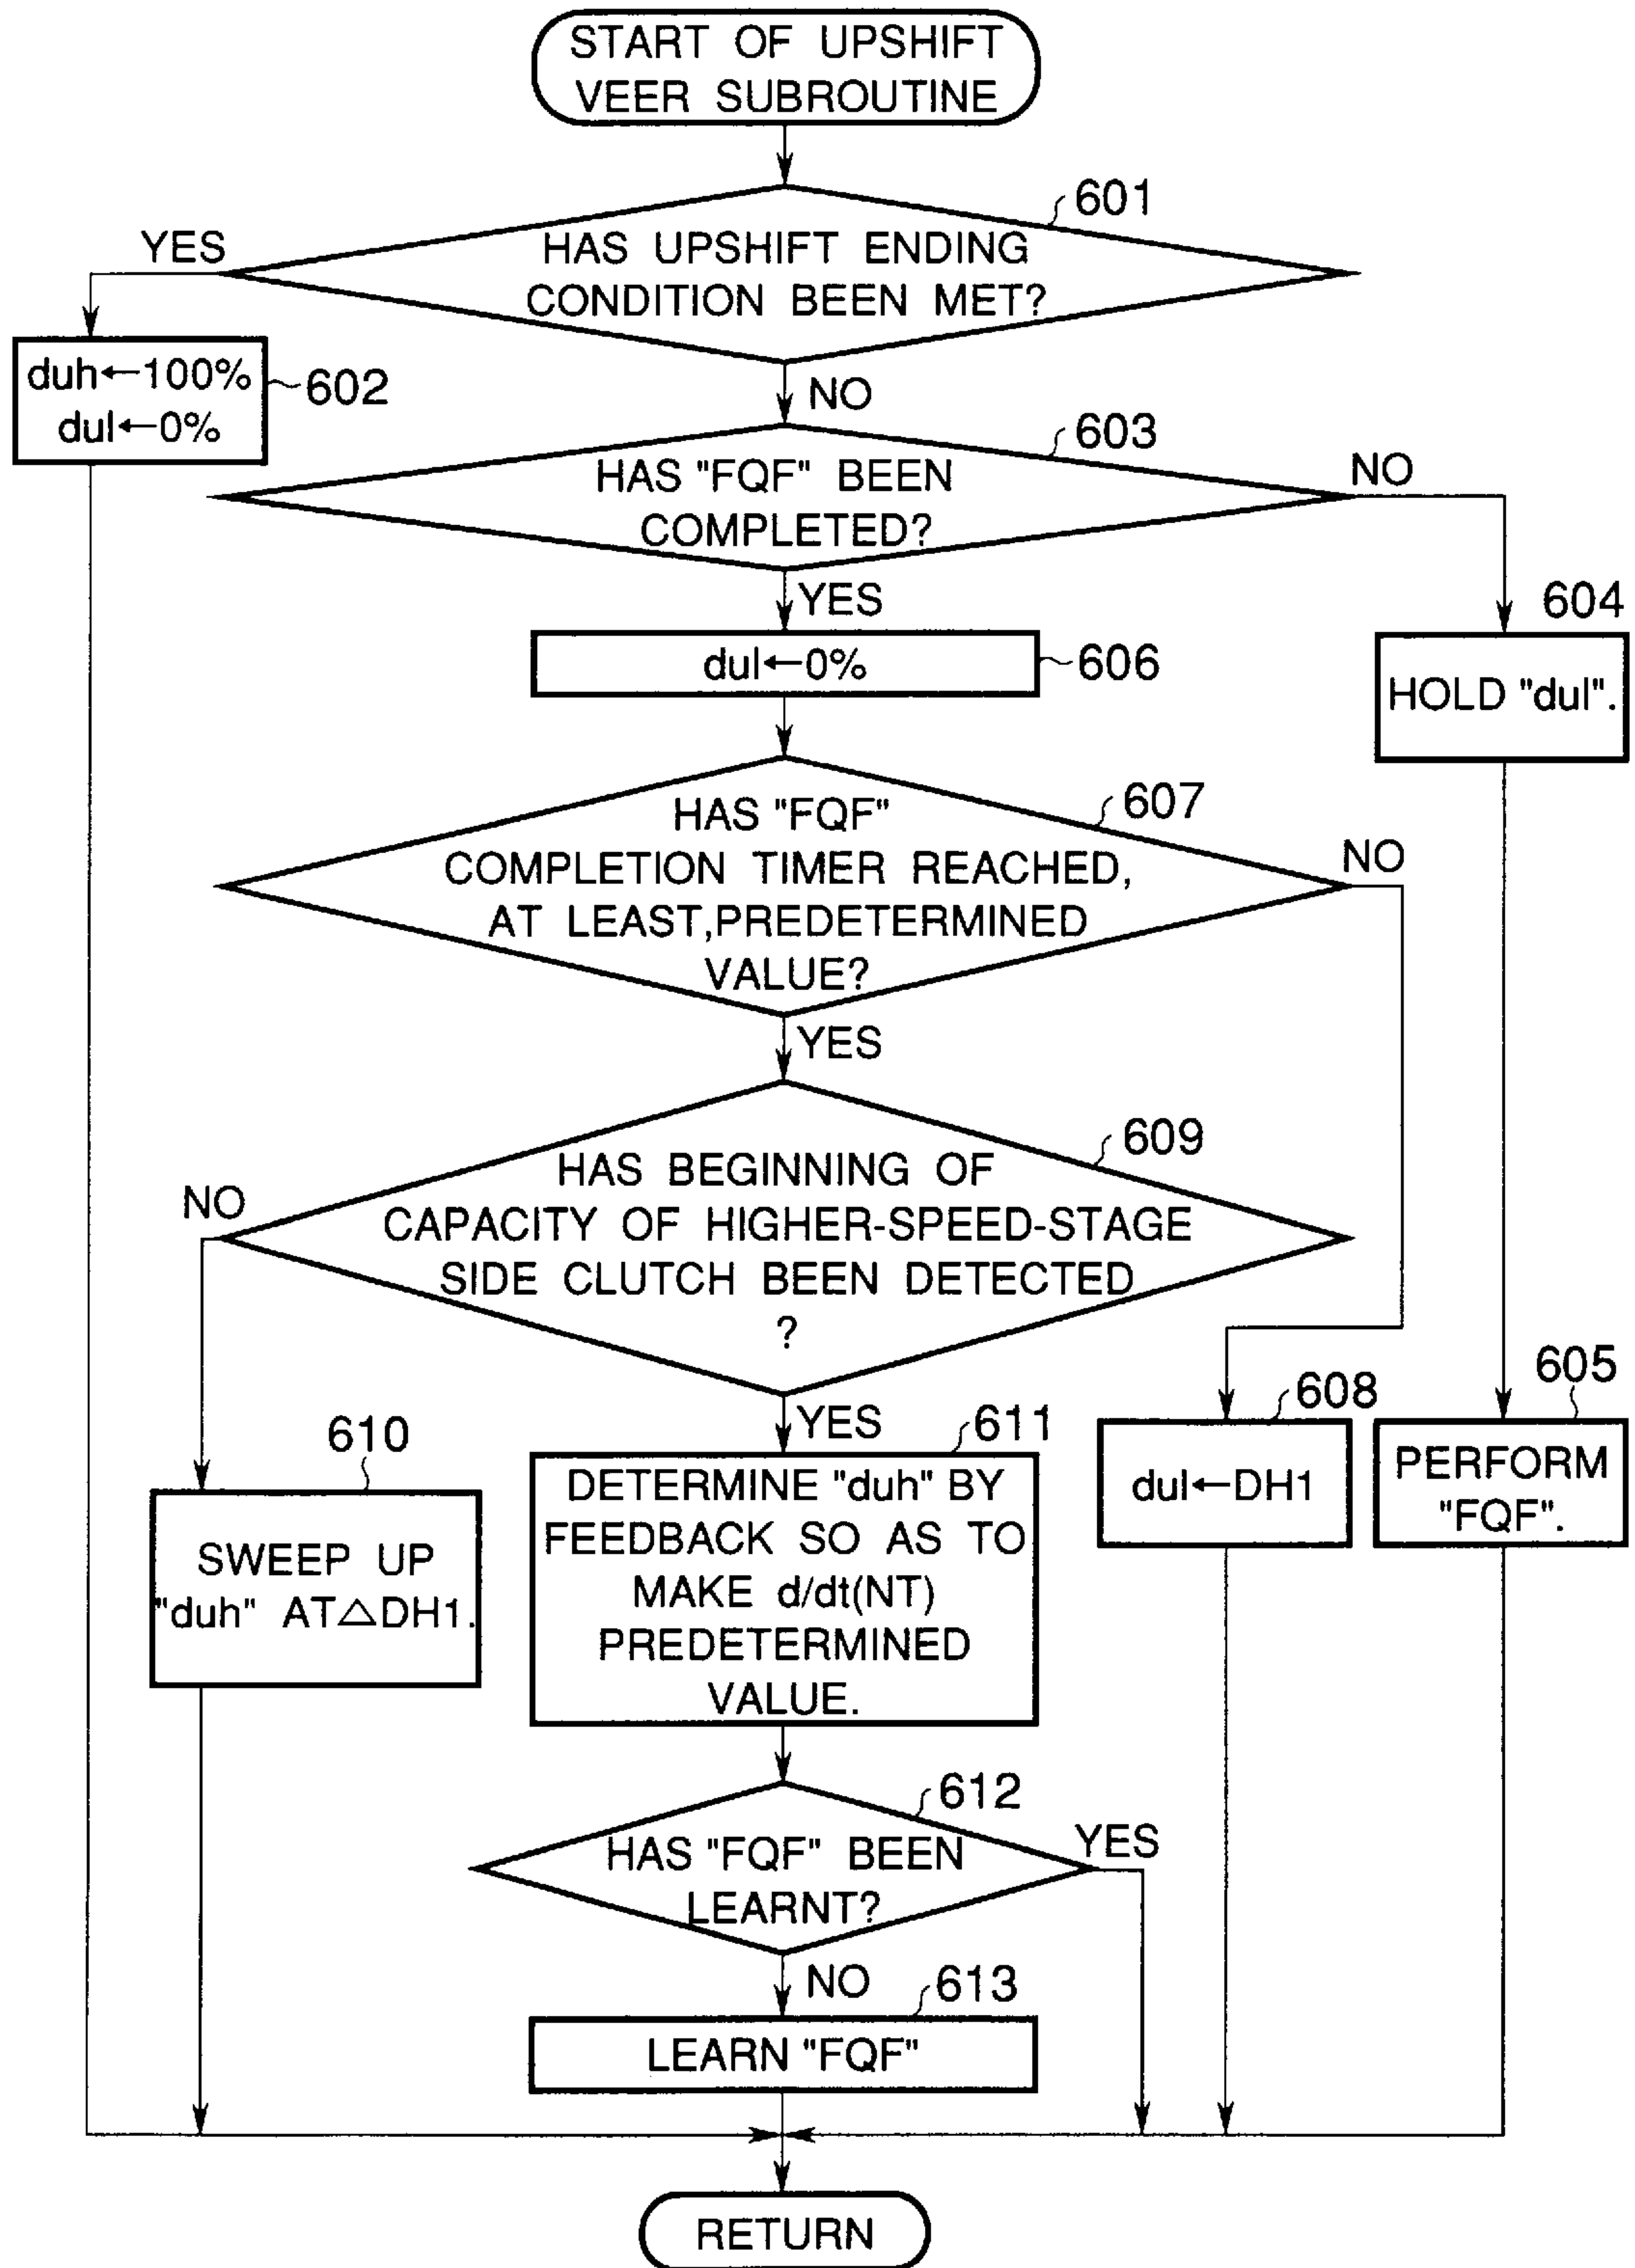 START OF UPSHIFT
VEER SUBROUTINE
601
YES
HAS UPSHIFT ENDING
CONDITION BEEN MET?
duh←100%
dul←0%
602
NO
603
HAS "FQF" BEEN
COMPLETED?
NO
YES
604
dul←0%
606
HOLD "dul".
607
HAS "FQF"
COMPLETION TIMER REACHED,
AT LEAST,PREDETERMINED
VALUE?
NO
YES
609
HAS BEGINNING OF
CAPACITY OF HIGHER-SPEED-STAGE
SIDE CLUTCH BEEN DETECTED
?
NO
YES
611
608
605
610
DETERMINE "duh" BY
FEEDBACK SO AS TO
MAKE d/dt(NT)
PREDETERMINED
VALUE.
dul←DH1
PERFORM
"FQF".
SWEEP UP
"duh" AT△DH1.
612
HAS "FQF" BEEN
LEARNT?
YES
NO
613
LEARN "FQF"
RETURN